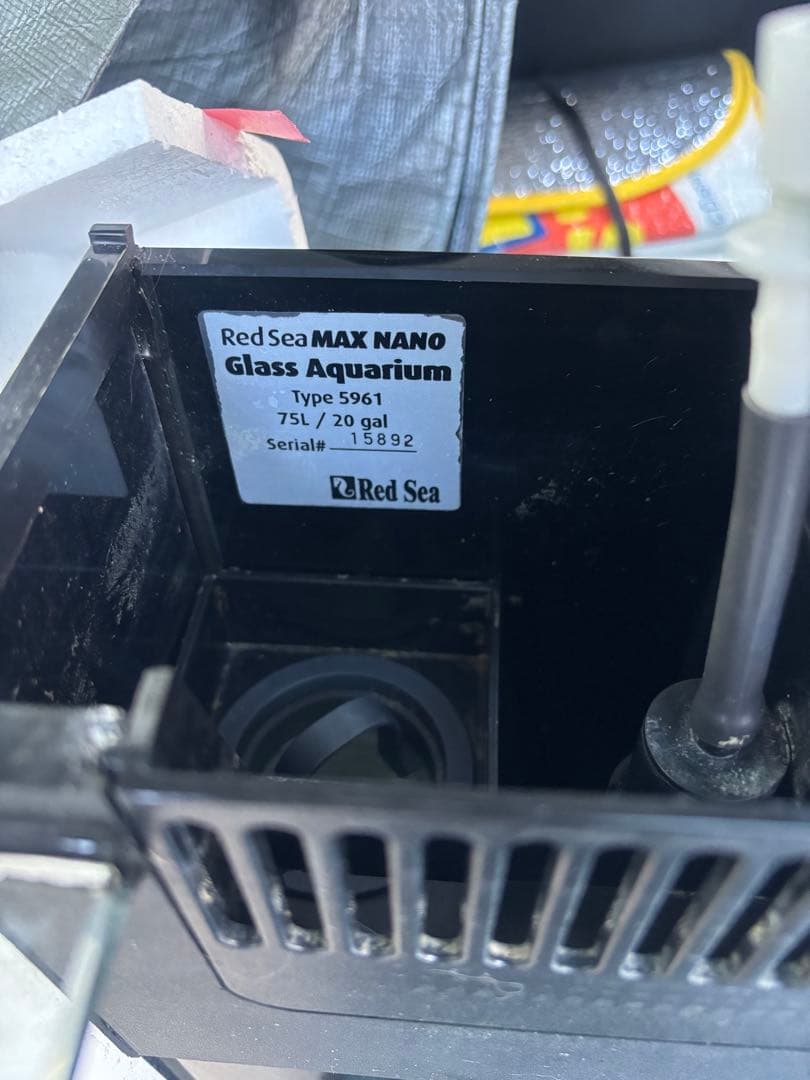 Red Sea MAX NANO
Glass Aquarium
Type 5961
75L / 20 gal
Serial# 15892
Red Sea